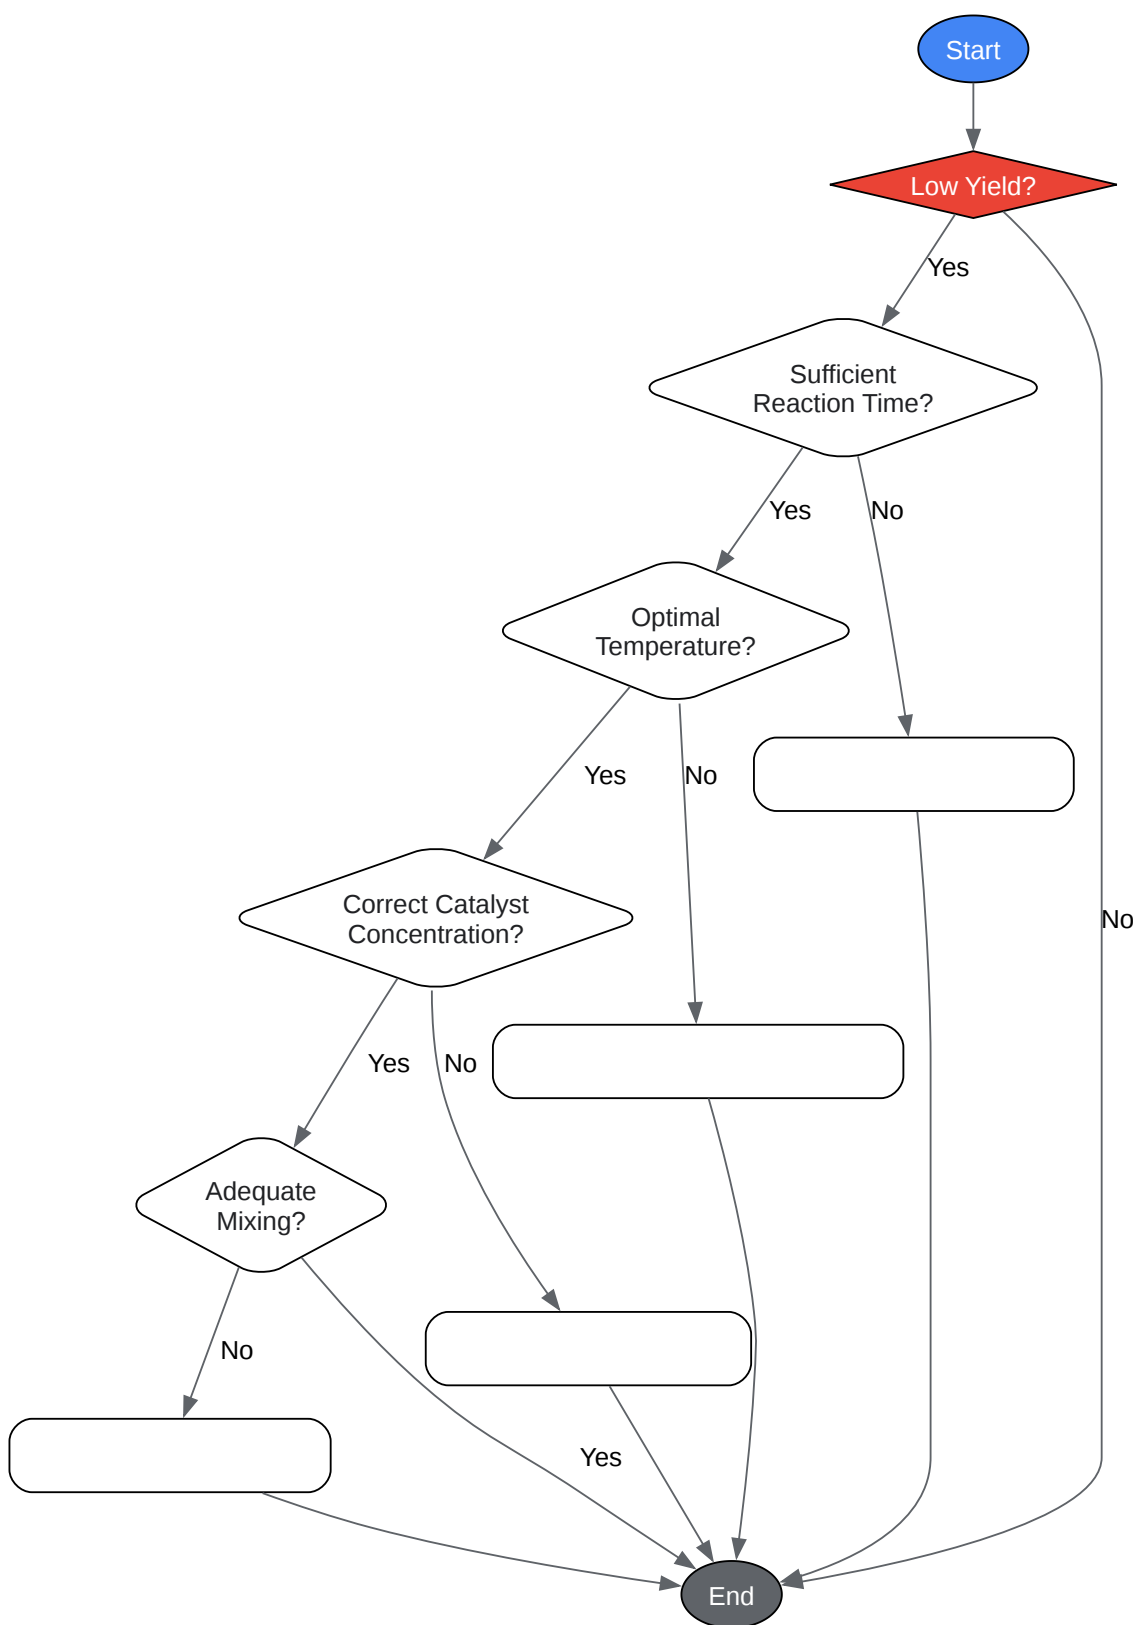 Start
Low Yield?
Yes
Sufficient
Reaction Time?
Yes
No
Optimal
Temperature?
Yes
No
Correct Catalyst
Concentration?
No
Yes
No
Adequate
Mixing?
No
Yes
End